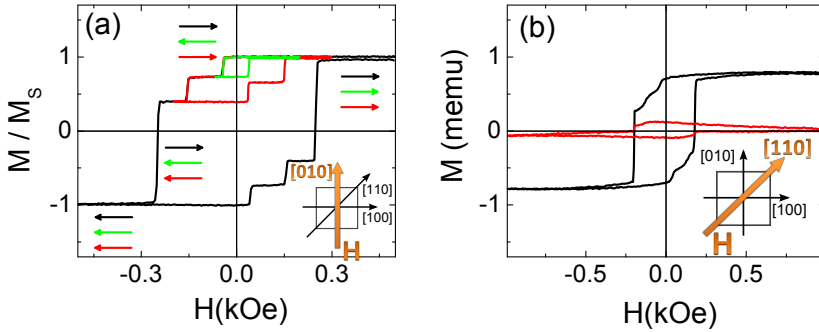 (a)
M / M_S
1
0
-1
-0.3
0.0
0.3
H(kOe)
[010]
[110]
[100]
H
(b)
M (memu)
1
0
-1
-0.5
0.0
0.5
H(kOe)
[010]
[110]
[100]
H